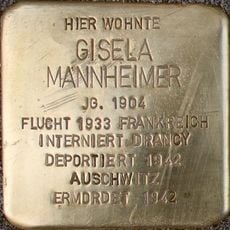 HIER WOHNTE
GISELA
MANNHEIMER
JG. 1904
FLUCHT 1933 FRANKREICH
INTERNIERT DRANCY
DEPORTIERT 1942
AUSCHWITZ
ERMORDET 1942